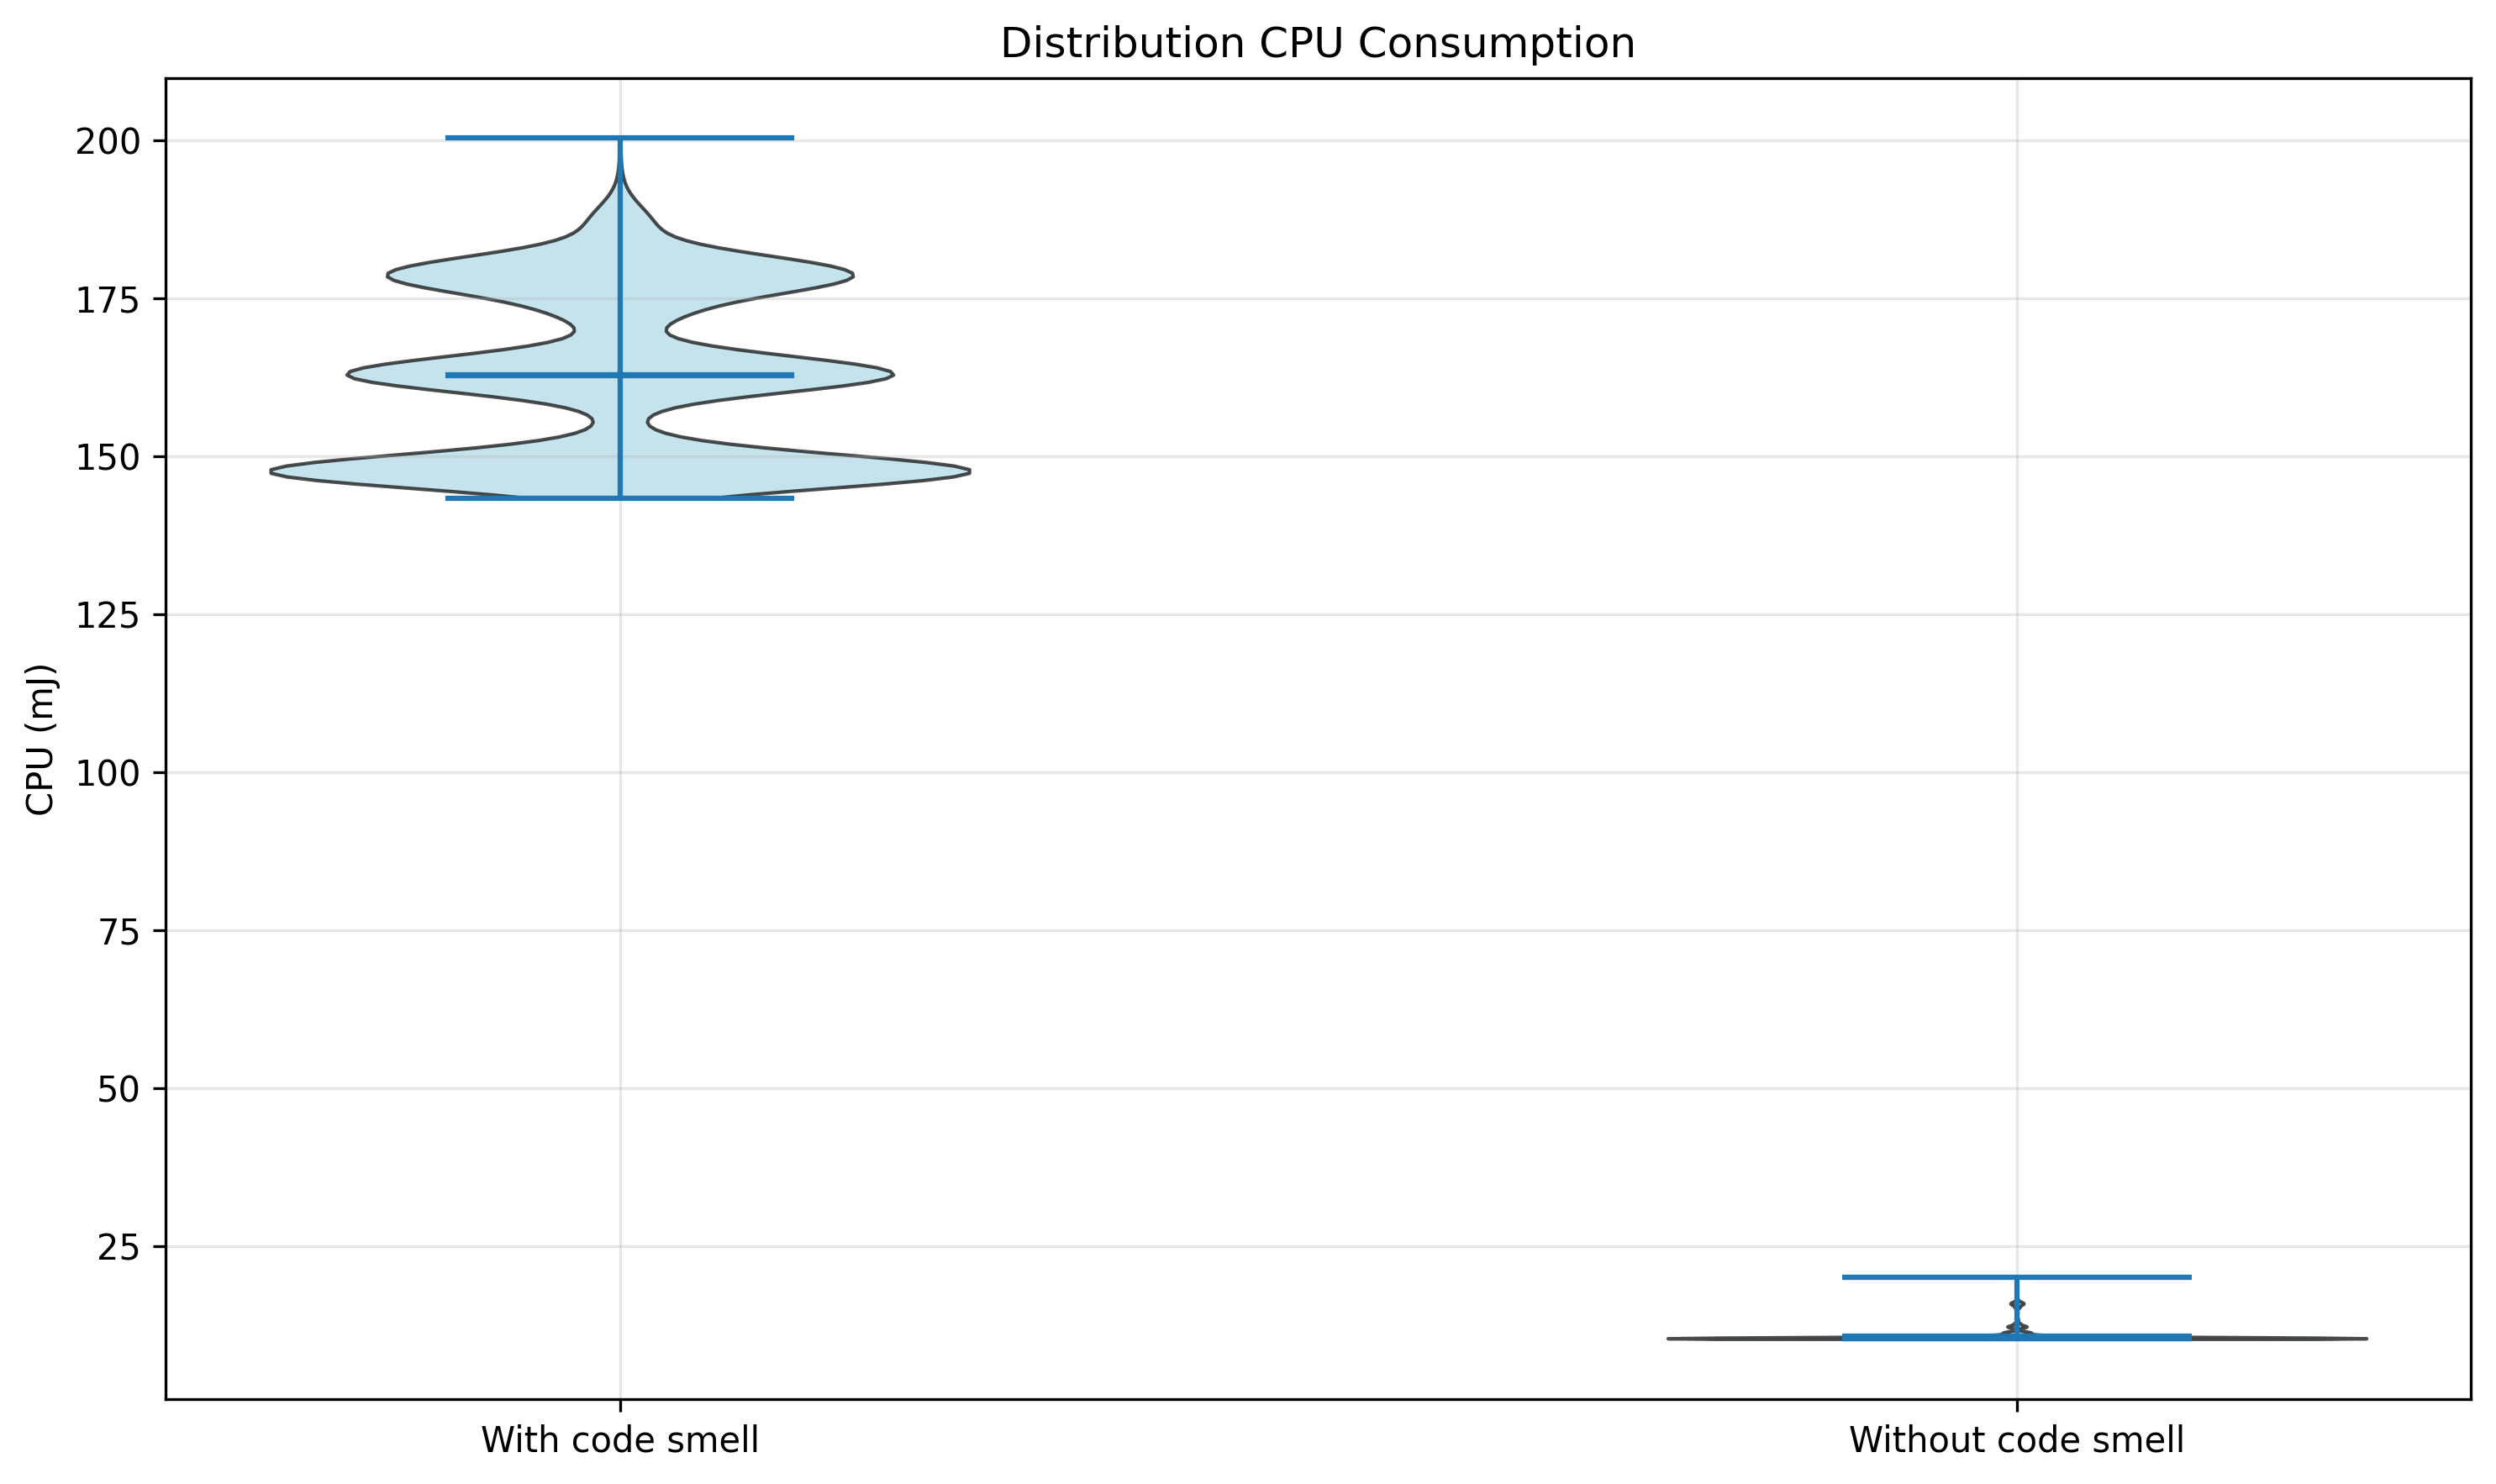 Distribution CPU Consumption
CPU (mJ)
200
175
150
125
100
75
50
25
With code smell
Without code smell